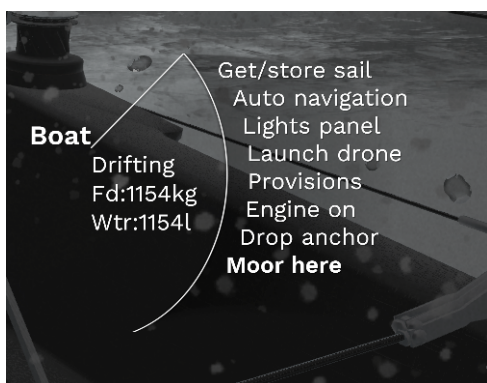 Boat
Drifting
Fd:1154kg
Wtr:1154l
Get/store sail
Auto navigation
Lights panel
Launch drone
Provisions
Engine on
Drop anchor
Moor here